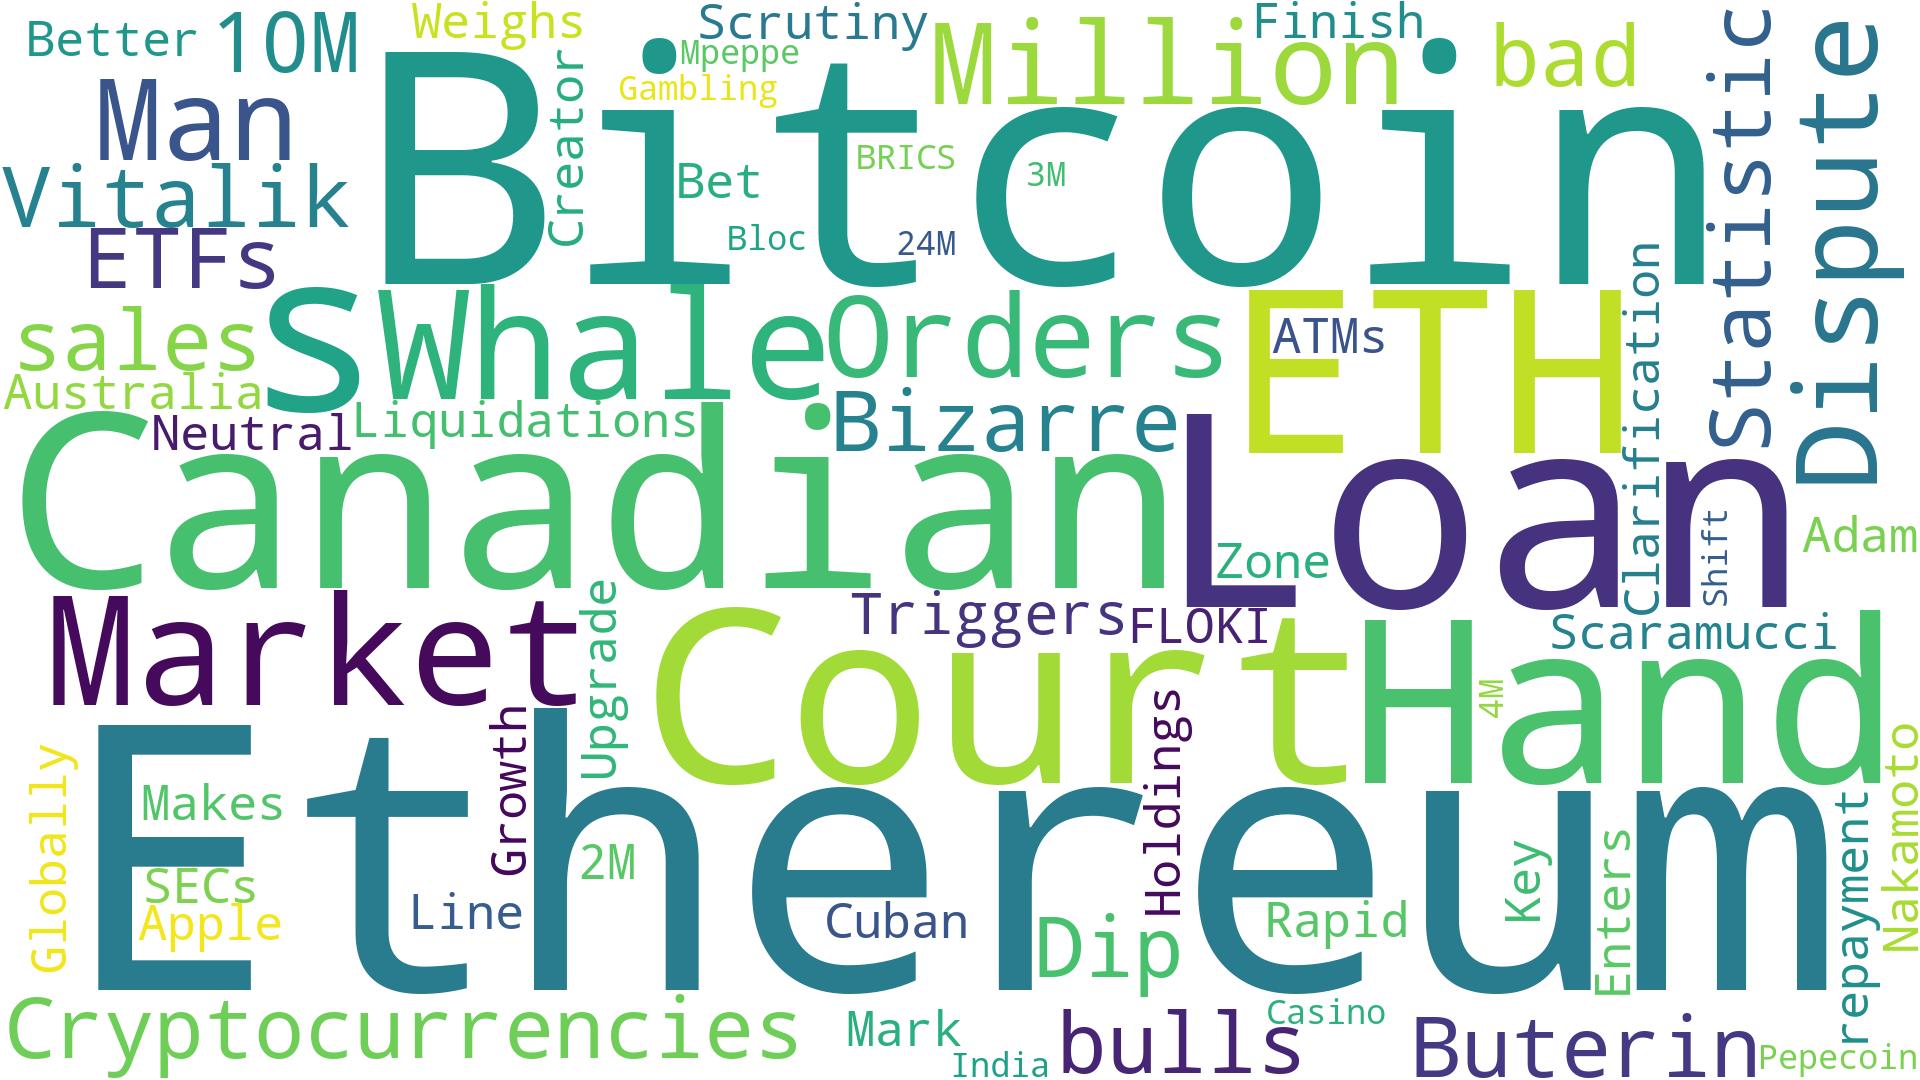 Better
10M
Weighs
Scrutiny
Finish
Mpeppe
Gambling
Million
bad
Statistic
Dispute
Man
Bitcoin
Creator
Vitalik
Bet
BRICS
3M
Bloc
24M
ETFs
sales
s
Whale
Orders
ETH
ATMs
Clarification
Australia
Neutral
Liquidations
Bizarre
Canadian
Loan
Zone
Shift
Adam
Market
Upgrade
Triggers
FLOKI
Scaramucci
Court
Hand
4M
Holdings
Growth
Globally
Ethereum
Makes
2M
SECs
Apple
Line
Cuban
Dip
Rapid
Key
Enters
repayment
Nakamoto
Cryptocurrencies
Mark
India
bulls
Casino
Buterin
Pepecoin